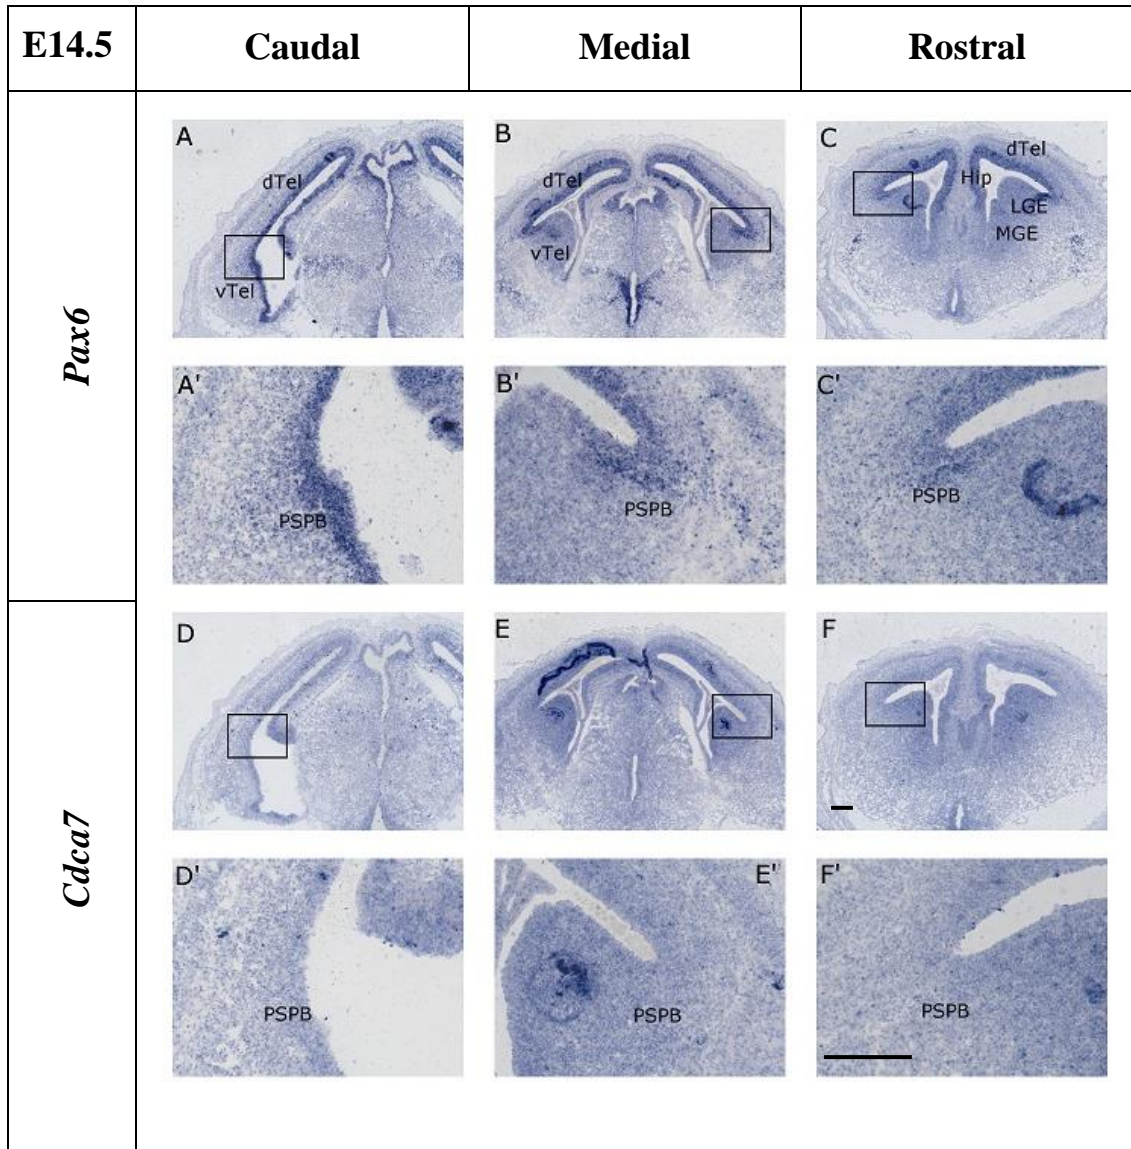 E14.5 Caudal Medial Rostral
Pax6
A B C
dTel
vTel
dTel
vTel
dTel
Hip
LGE
MGE
A' B' C'
PSPB PSPB PSPB
Cdca7
D E F
D' E' F'
PSPB PSPB PSPB